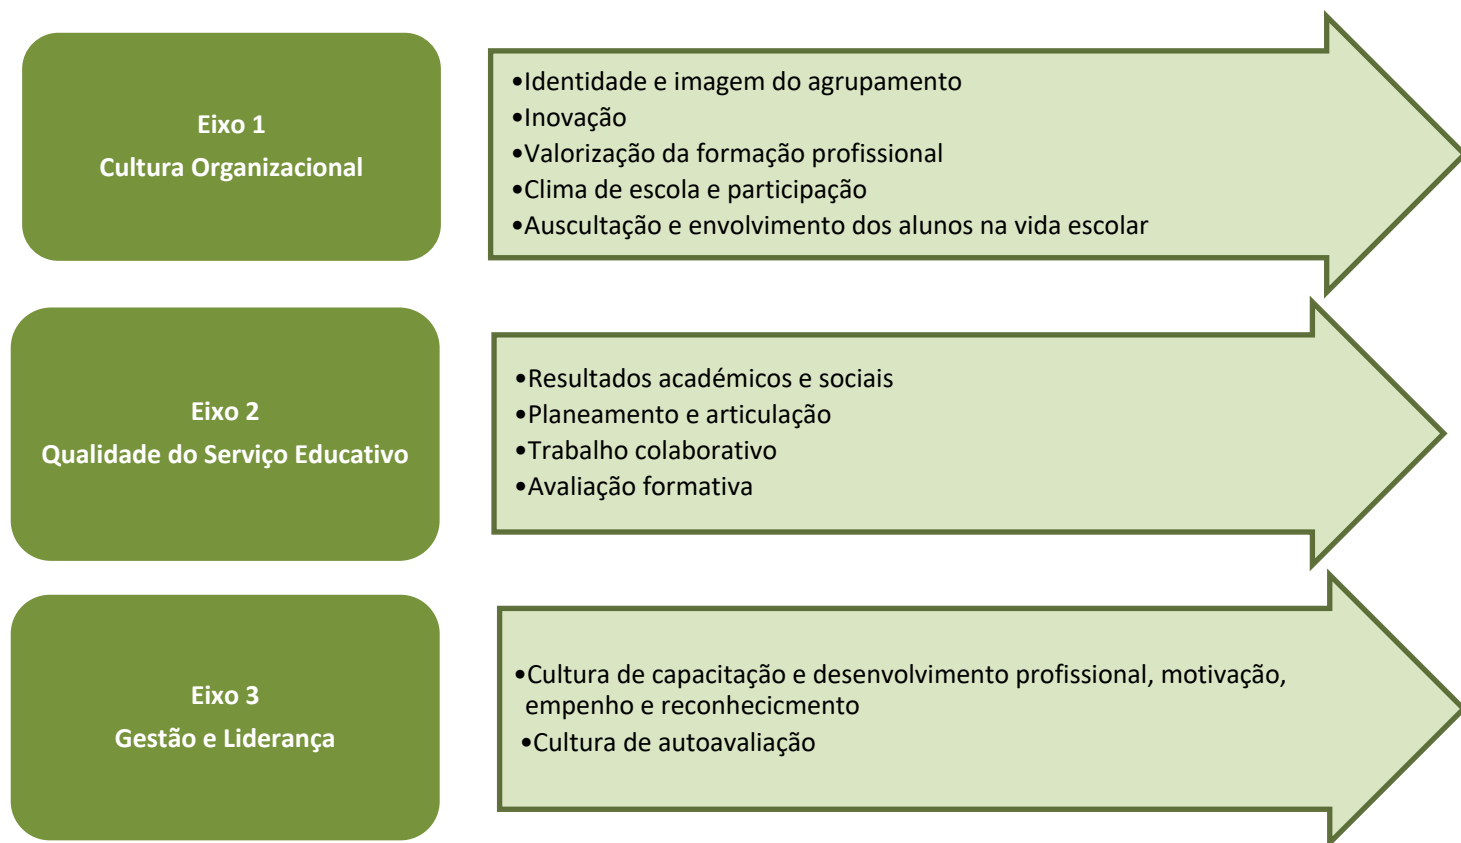 Eixo 1
Cultura Organizacional
•Identidade e imagem do agrupamento
•Inovação
•Valorização da formação profissional
•Clima de escola e participação
•Auscultação e envolvimento dos alunos na vida escolar
Eixo 2
Qualidade do Serviço Educativo
•Resultados académicos e sociais
•Planeamento e articulação
•Trabalho colaborativo
•Avaliação formativa
Eixo 3
Gestão e Liderança
•Cultura de capacitação e desenvolvimento profissional, motivação,
empenho e reconhecicmento
•Cultura de autoavaliação